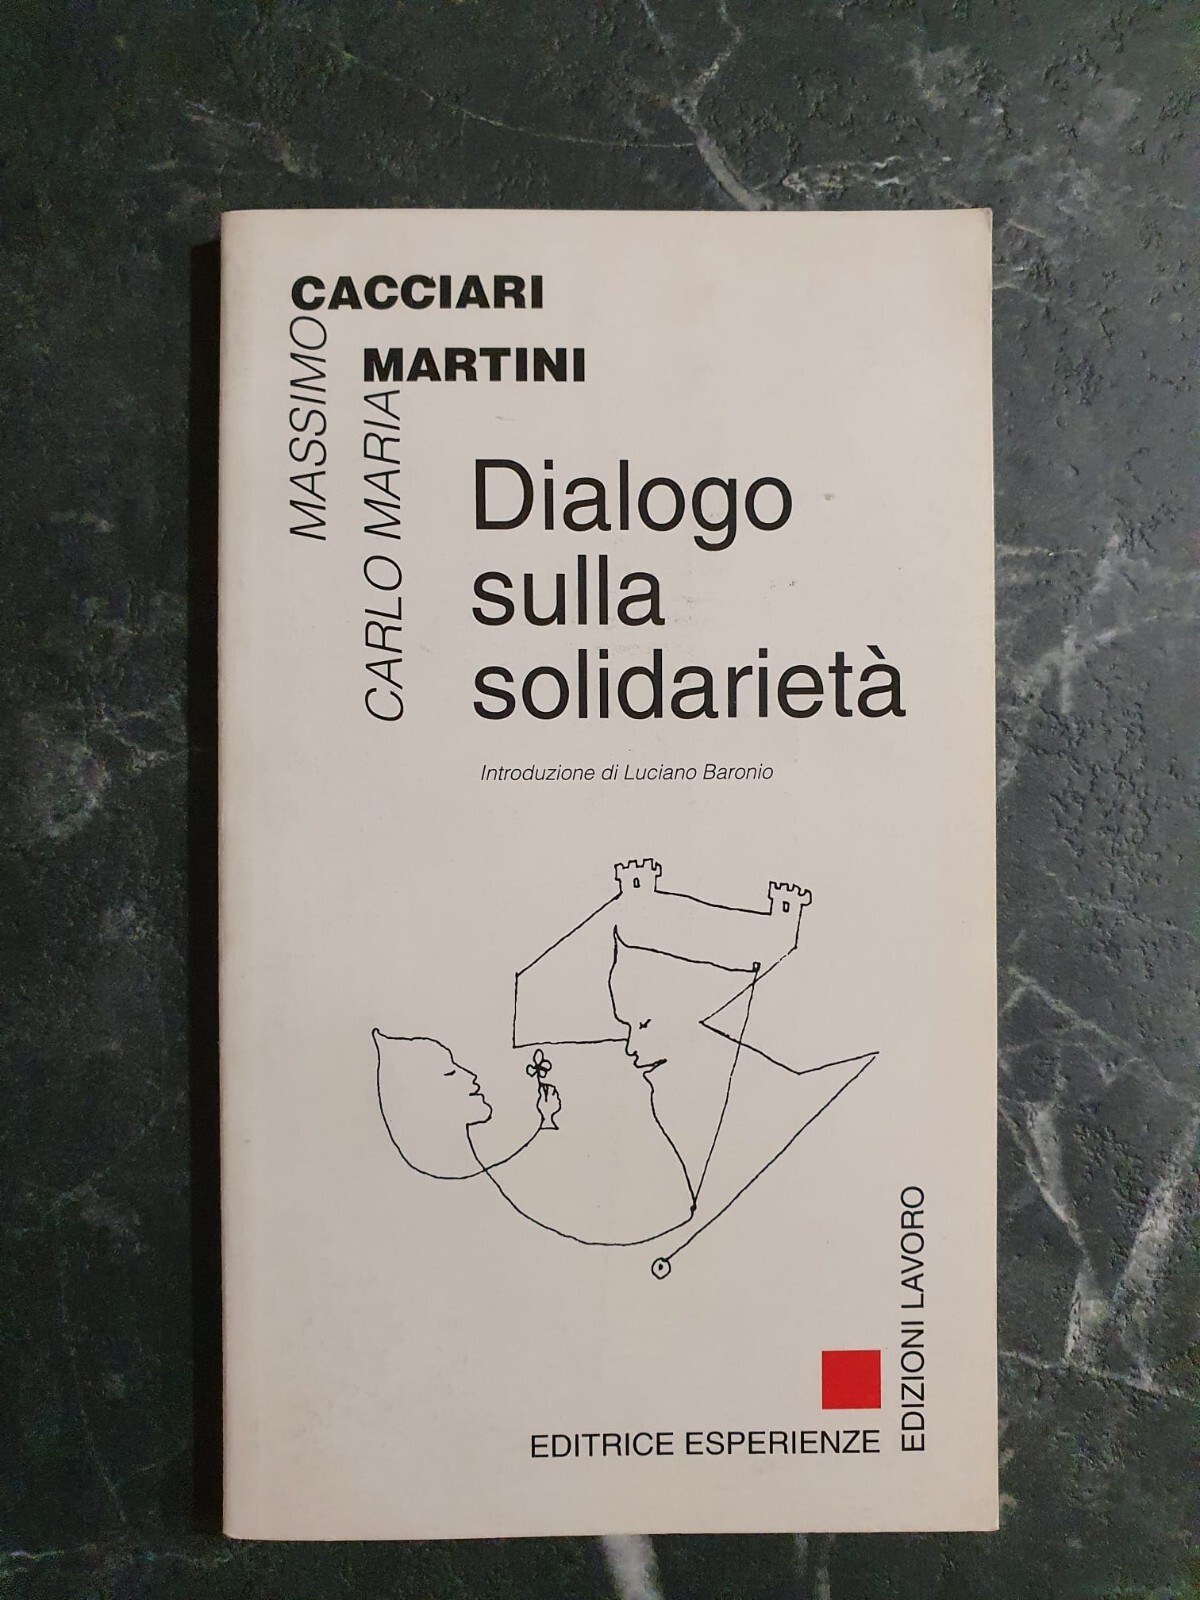 MASSIMO CACCIARI
CARLO MARIA MARTINI
Dialogo
sulla
solidarietà
Introduzione di Luciano Baronio
EDITRICE ESPERIENZE
EDIZIONI LAVORO